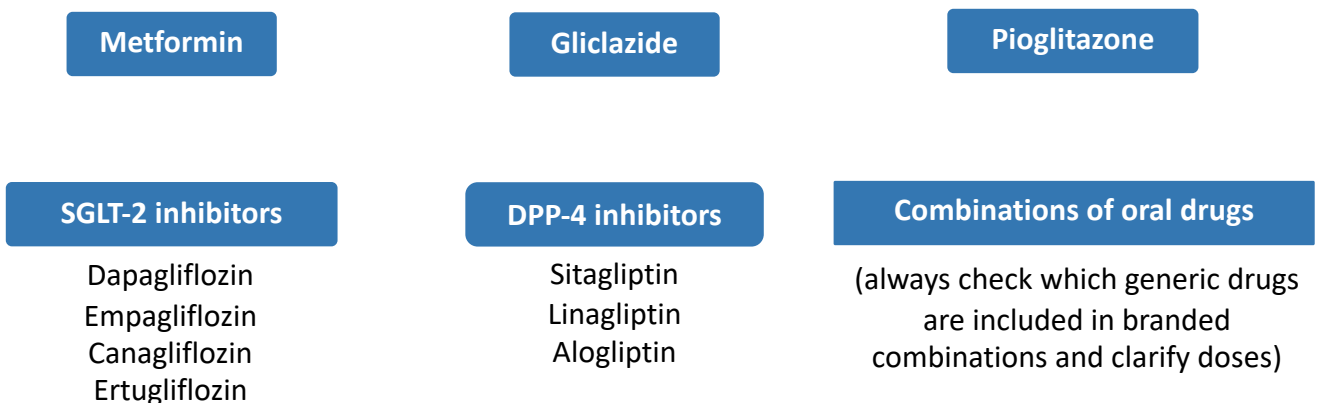 Metformin
Gliclazide
Pioglitazone
SGLT-2 inhibitors
Dapagliflozin
Empagliflozin
Canagliflozin
Ertugliflozin
DPP-4 inhibitors
Sitagliptin
Linagliptin
Alogliptin
Combinations of oral drugs
(always check which generic drugs
are included in branded
combinations and clarify doses)